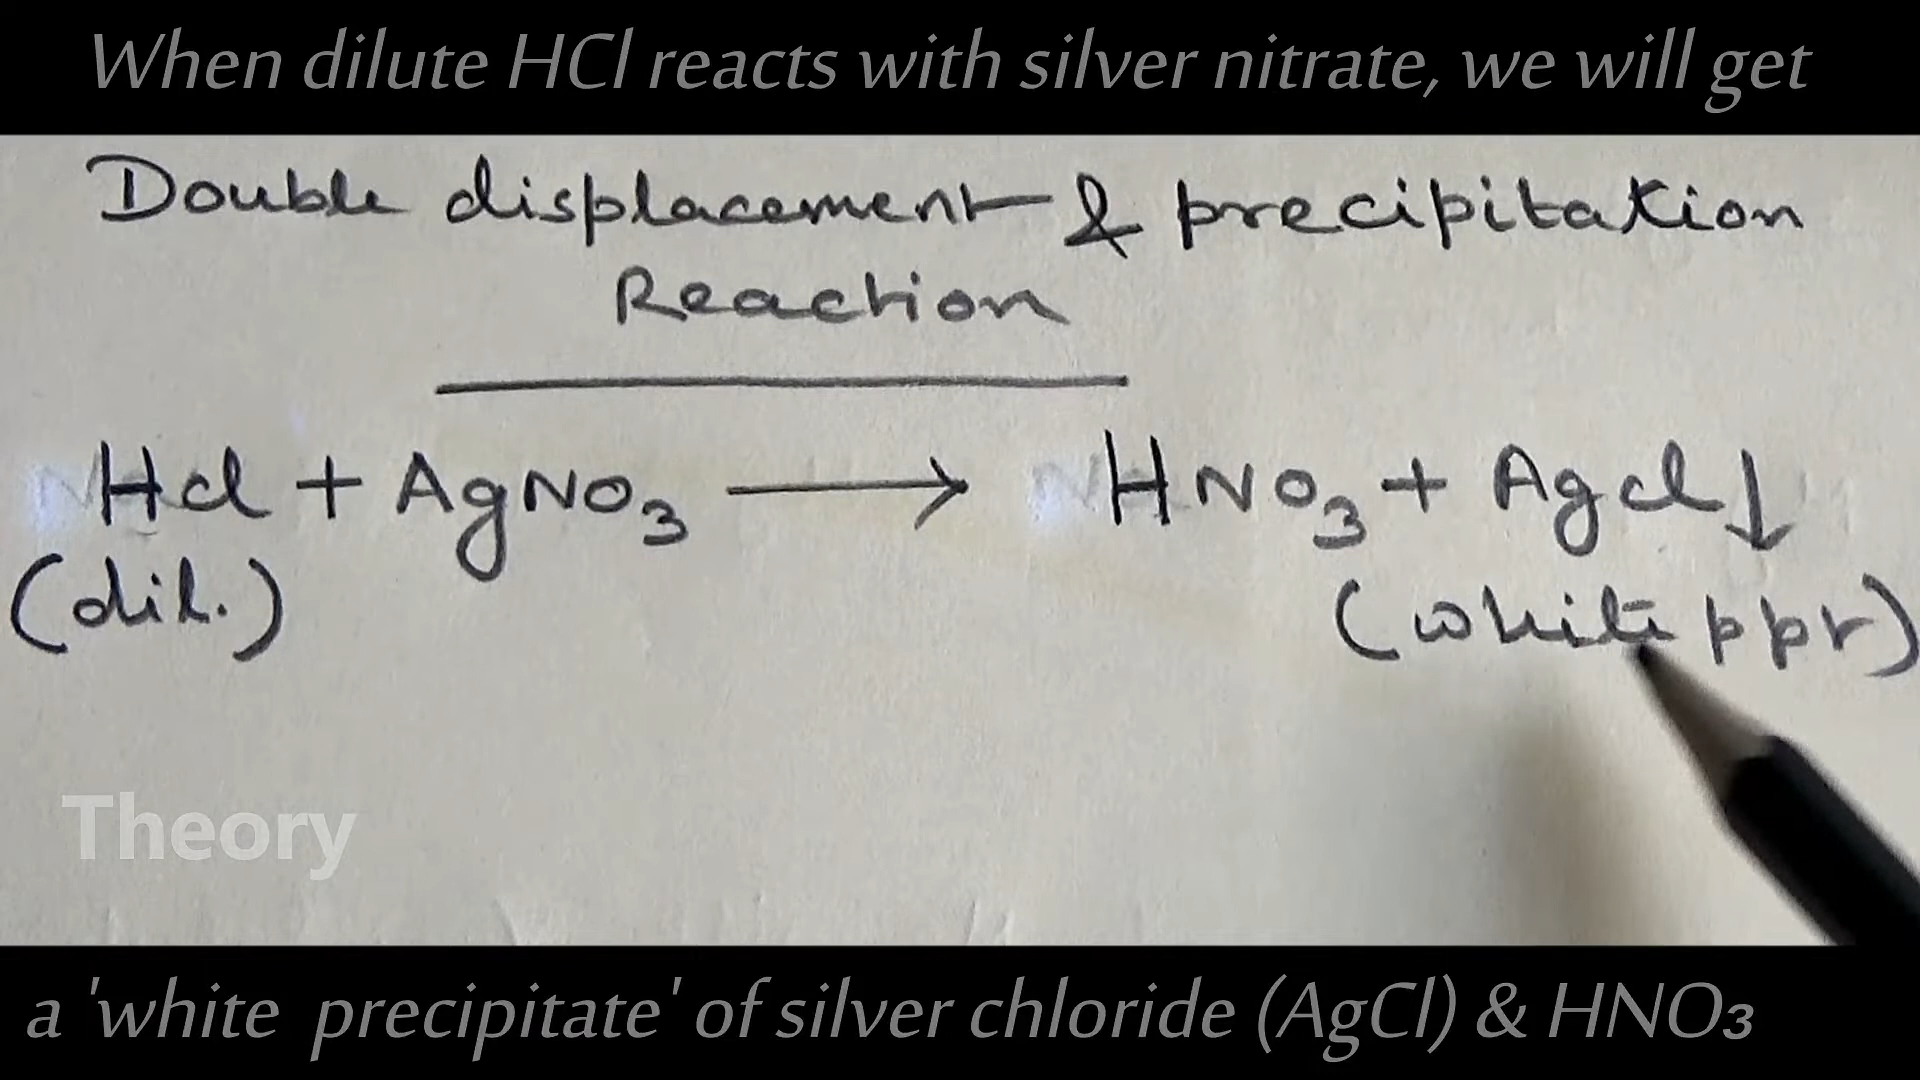 When dilute HCl reacts with silver nitrate, we will get
Double displacement & precipitation
Reaction
HCl + AgNO₃ ⟶ HNO₃ + AgCl↓
(dil.)
(white ppt)
Theory
a 'white precipitate' of silver chloride (AgCl) & HNO₃